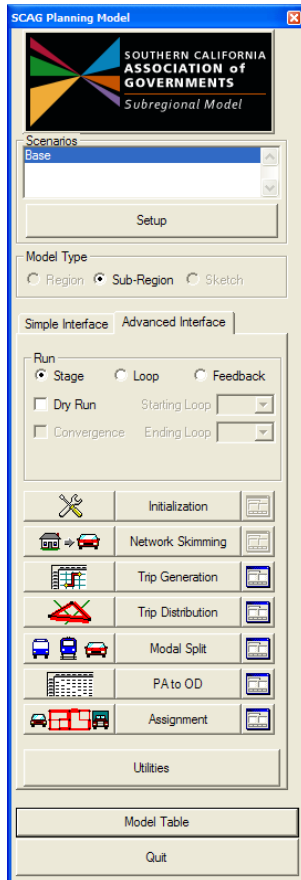 SCAG Planning Model
SOUTHERN CALIFORNIA
ASSOCIATION of
GOVERNMENTS
Subregional Model
Scenarios
Base
Setup
Model Type
Region Sub-Region Sketch
Simple Interface Advanced Interface
Run
Stage Loop Feedback
Dry Run Starting Loop
Convergence Ending Loop
Initialization
Network Skimming
Trip Generation
Trip Distribution
Modal Split
PA to OD
Assignment
Utilities
Model Table
Quit